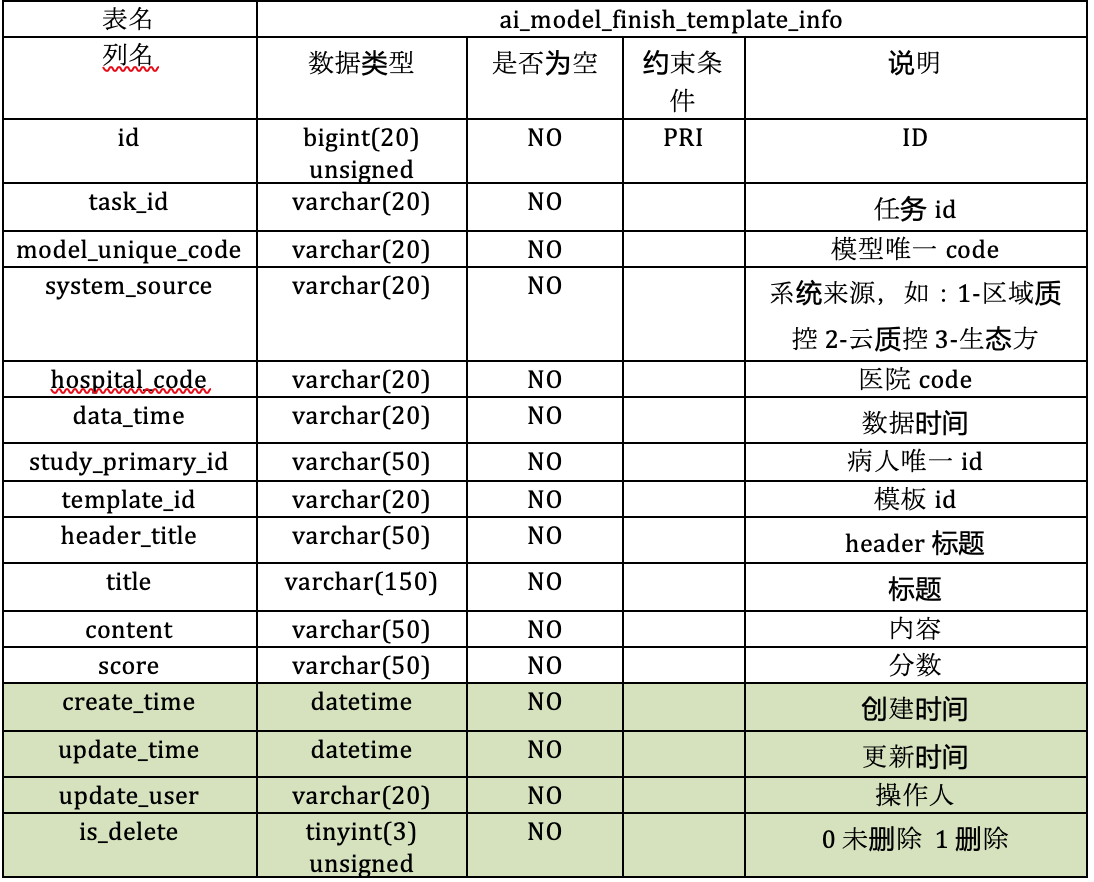 表名 ai_model_finish_template_info
列名 数据类型 是否为空 约束条件 说明
id bigint(20) unsigned NO PRI ID
task_id varchar(20) NO 任务 id
model_unique_code varchar(20) NO 模型唯一 code
system_source varchar(20) NO 系统来源，如：1-区域质控 2-云质控 3-生态方
hospital_code varchar(20) NO 医院 code
data_time varchar(20) NO 数据时间
study_primary_id varchar(50) NO 病人唯一 id
template_id varchar(20) NO 模板 id
header_title varchar(50) NO header 标题
title varchar(150) NO 标题
content varchar(50) NO 内容
score varchar(50) NO 分数
create_time datetime NO 创建时间
update_time datetime NO 更新时间
update_user varchar(20) NO 操作人
is_delete tinyint(3) unsigned NO 0 未删除 1 删除